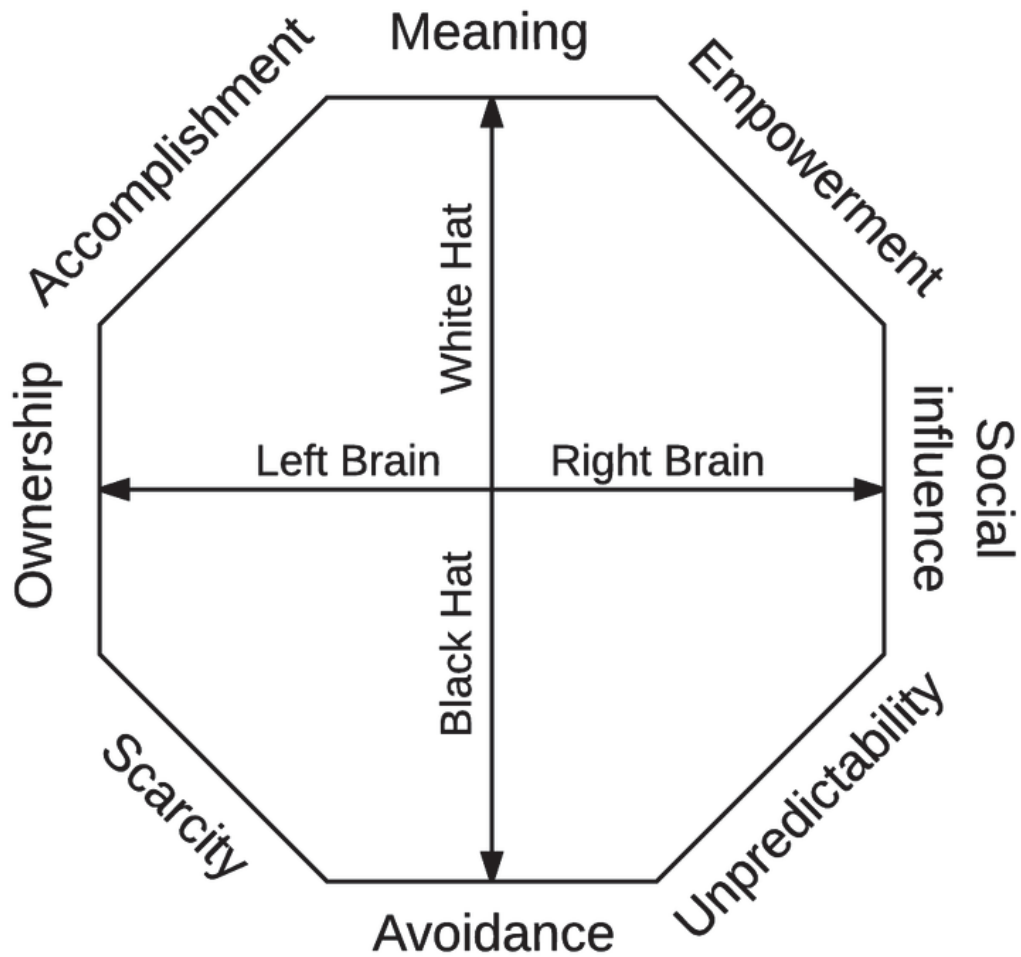 Meaning
Accomplishment
Empowerment
White Hat
Ownership
Left Brain
Right Brain
Social
influence
Black Hat
Scarcity
Unpredictability
Avoidance